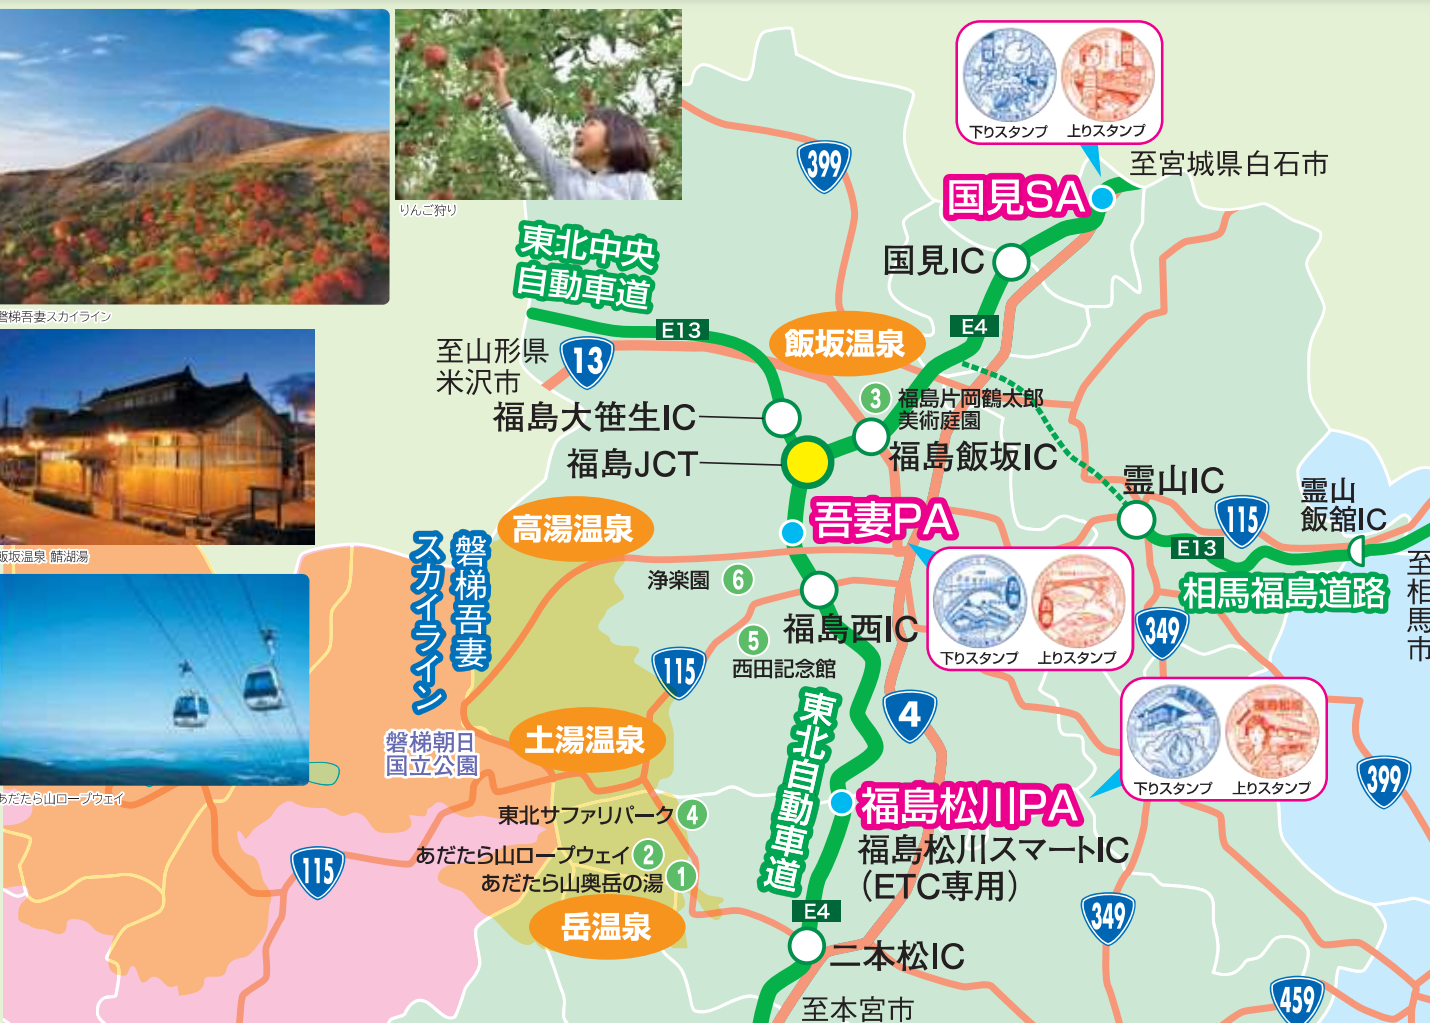 りんご狩り
磐梯吾妻スカイライン
飯坂温泉 鯖湖湯
あだたら山ロープウェイ
下りスタンプ
上りスタンプ
至宮城県白石市
国見SA
399
国見IC
東北中央
自動車道
E13
E4
至山形県
米沢市
13
飯坂温泉
3
福島片岡鶴太郎
美術庭園
福島大笹生IC
福島飯坂IC
福島JCT
霊山IC
115
霊山
飯舘IC
高湯温泉
吾妻PA
E13
相馬福島道路
至相馬市
磐梯吾妻
スカイライン
浄楽園
6
福島西IC
下りスタンプ
上りスタンプ
349
5
西田記念館
115
4
東北自動車道
土湯温泉
磐梯朝日
国立公園
福島松川
下りスタンプ
上りスタンプ
399
福島松川PA
福島松川スマートIC
(ETC専用)
東北サファリパーク
4
あだたら山ロープウェイ
2
あだたら山奥岳の湯
1
115
岳温泉
E4
349
二本松IC
459
至本宮市